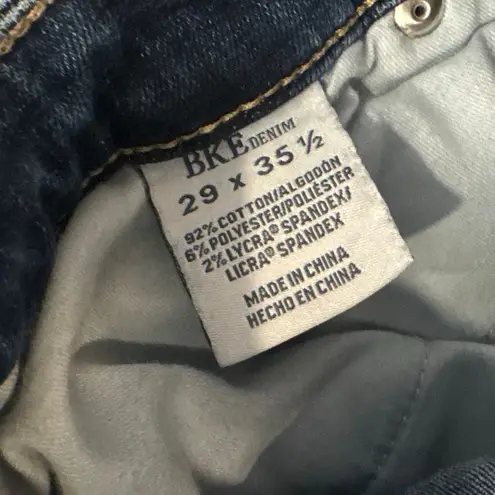 BKE DENIM
29 x 35 ½
92% COTTON/ALGODÓN
6% POLYESTER/POLIÉSTER
2% LYCRA® SPANDEX/
LICRA® SPANDEX
MADE IN CHINA
HECHO EN CHINA